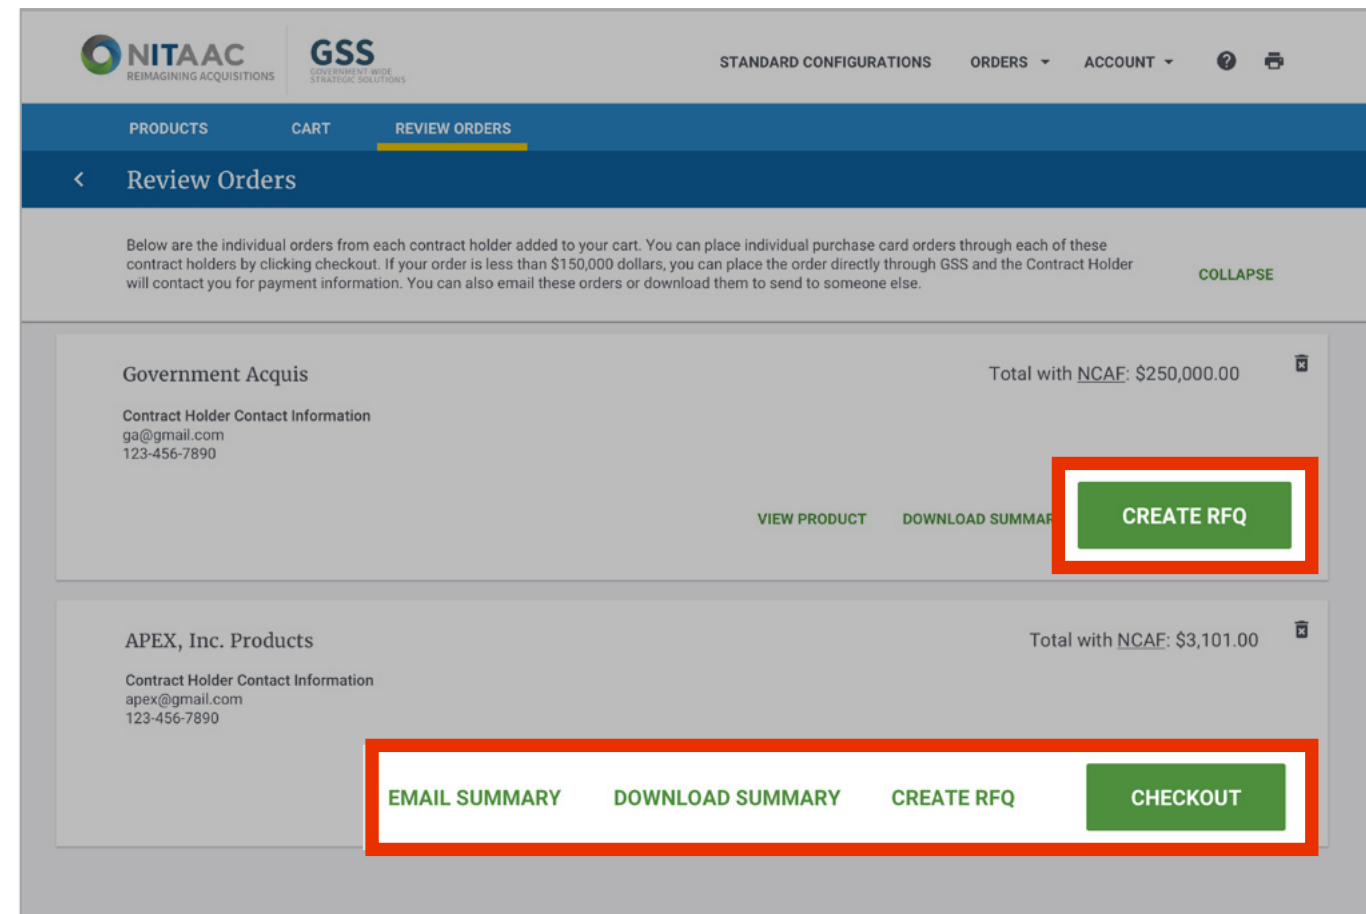 NITAAC
REIMAGINING ACQUISITIONS
GSS
GOVERNMENT-WIDE
STRATEGIC SOLUTIONS
STANDARD CONFIGURATIONS ORDERS ACCOUNT
PRODUCTS CART REVIEW ORDERS
Review Orders
Below are the individual orders from each contract holder added to your cart. You can place individual purchase card orders through each of these
contract holders by clicking checkout. If your order is less than $150,000 dollars, you can place the order directly through GSS and the Contract Holder
will contact you for payment information. You can also email these orders or download them to send to someone else.
COLLAPSE
Government Acquis
Total with NCAF: $250,000.00
Contract Holder Contact Information
ga@gmail.com
123-456-7890
VIEW PRODUCT DOWNLOAD SUMMAR CREATE RFQ
APEX, Inc. Products
Total with NCAF: $3,101.00
Contract Holder Contact Information
apex@gmail.com
123-456-7890
EMAIL SUMMARY DOWNLOAD SUMMARY CREATE RFQ CHECKOUT